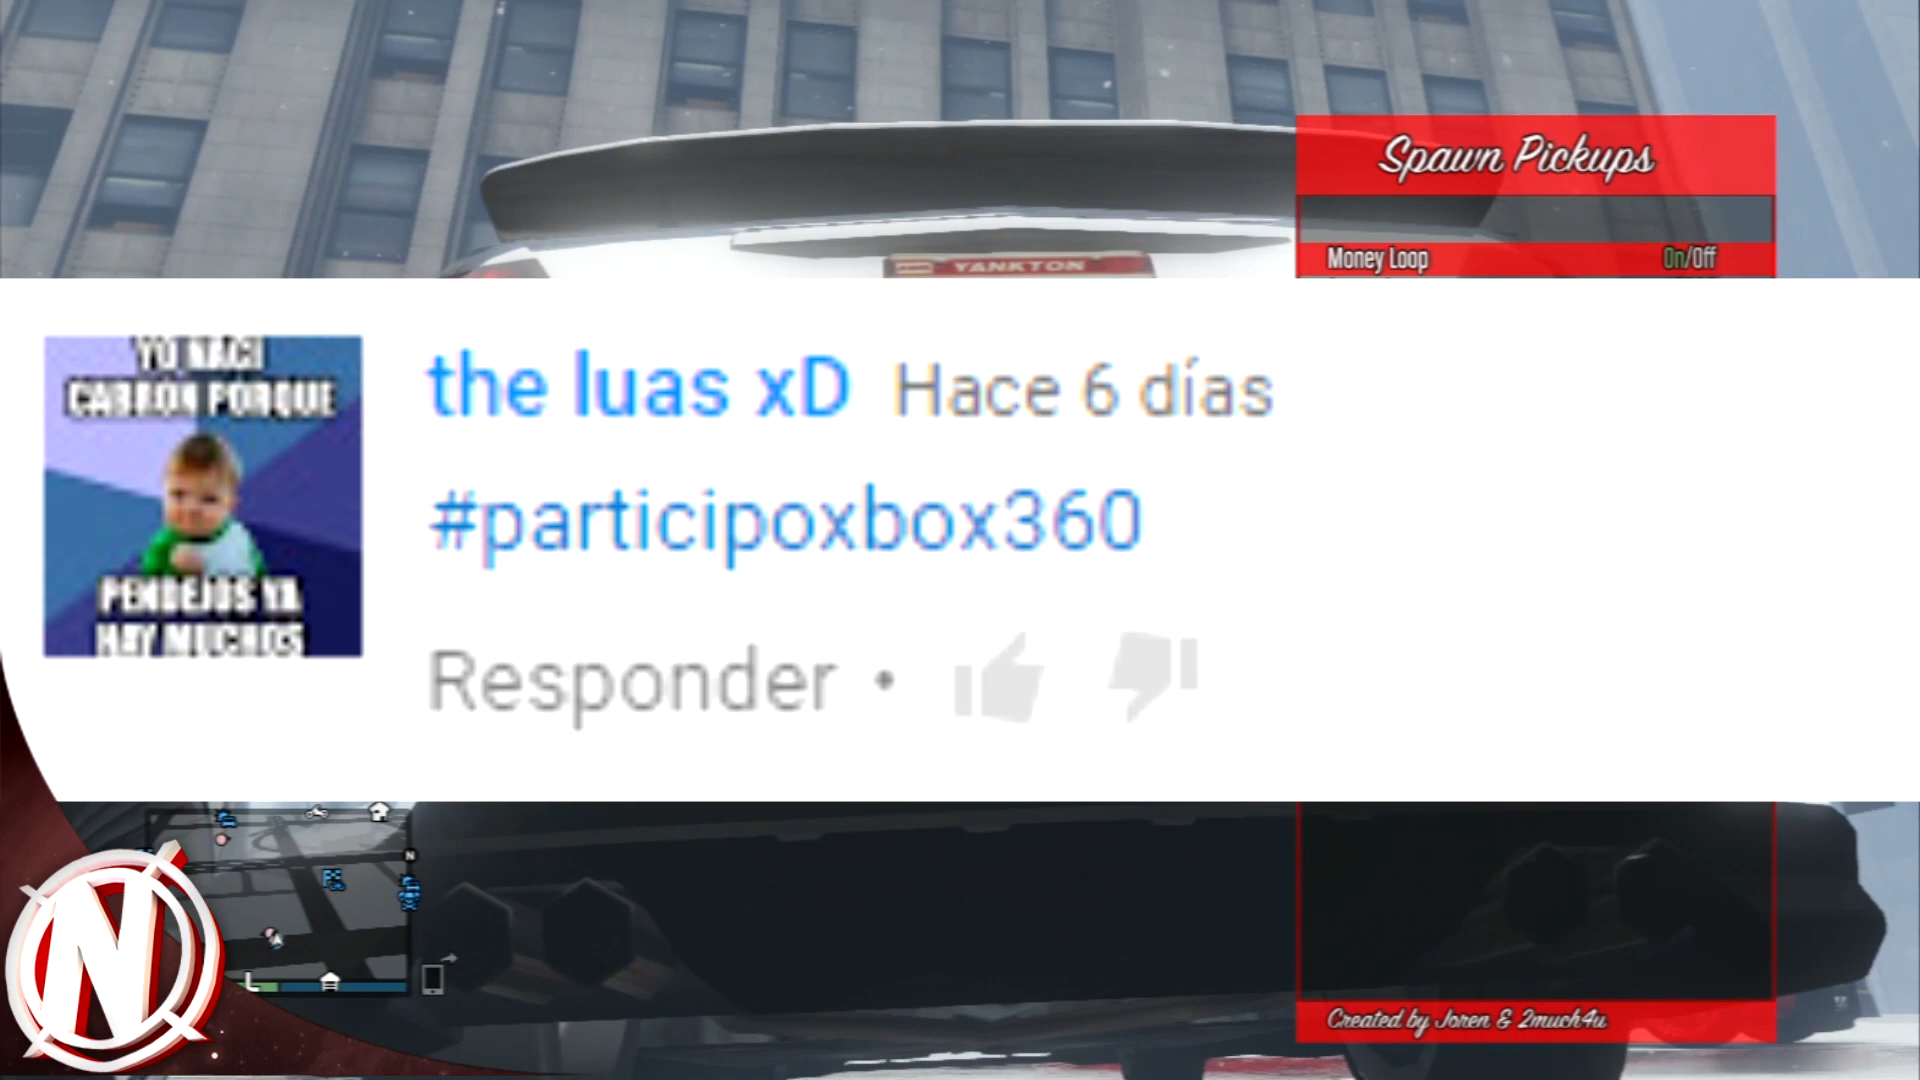 Spawn Pickups
Money Loop On/Off
YANKTON
YO NACI
CABRON PORQUE
PENDEJOS YA
HAY MUCHOS
the luas xD Hace 6 días
#participoxbox360
Responder •
N
L
N
Created by Joren & 2much4u